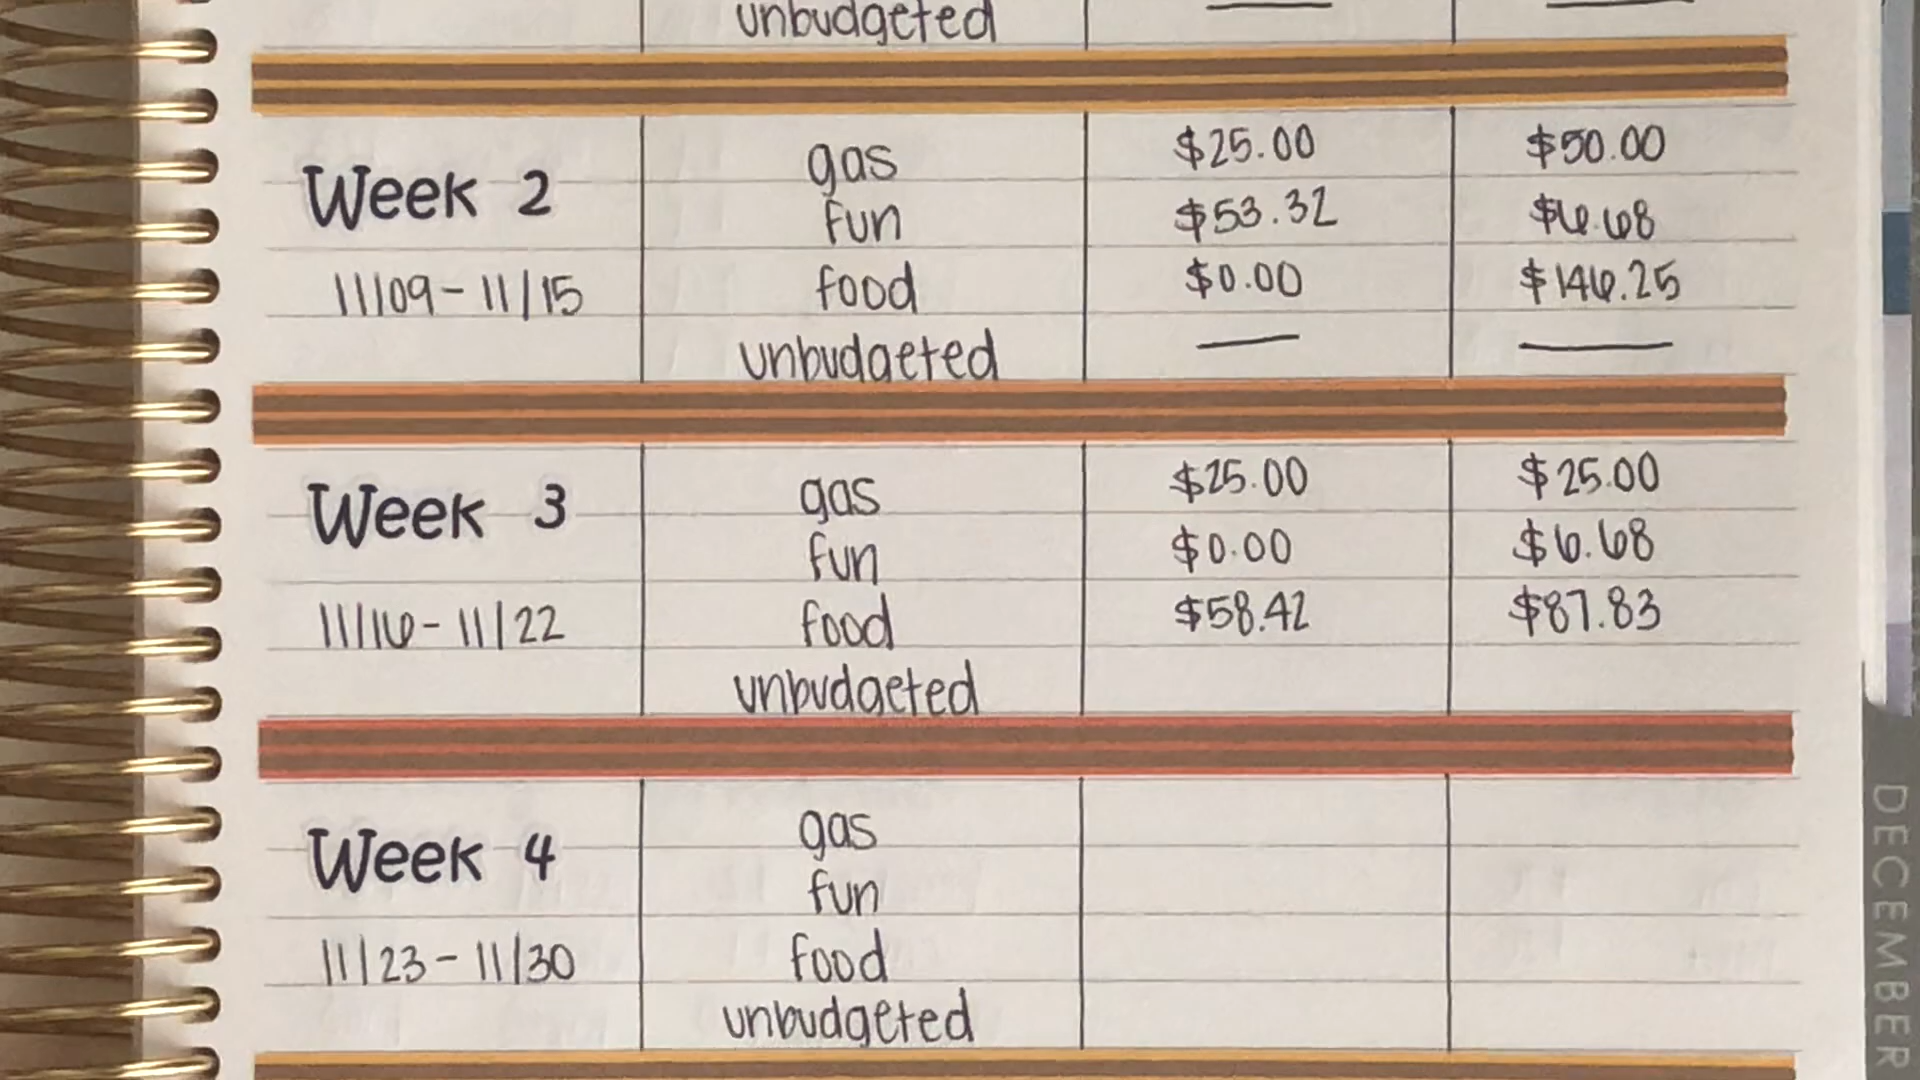 unbudgeted
Week 2
11/09-11/15
gas $25.00 $50.00
fun $53.32 $6.68
food $0.00 $146.25
unbudgeted — —
Week 3
11/16-11/22
gas $25.00 $25.00
fun $0.00 $6.68
food $58.42 $87.83
unbudgeted
Week 4
11/23-11/30
gas
fun
food
unbudgeted
DECEMBER